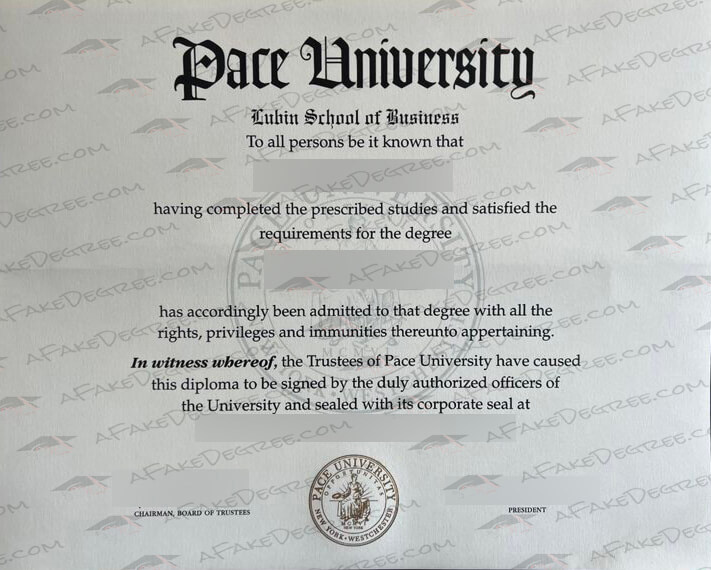 Pace University
Lubin School of Business
To all persons be it known that
having completed the prescribed studies and satisfied the
requirements for the degree
has accordingly been admitted to that degree with all the
rights, privileges and immunities thereunto appertaining.
In witness whereof, the Trustees of Pace University have caused
this diploma to be signed by the duly authorized officers of
the University and sealed with its corporate seal at
PACE UNIVERSITY
OPPORTUNITAS
NEW YORK • WESTCHESTER
CHAIRMAN, BOARD OF TRUSTEES
PRESIDENT
AFAKEDEGREE.COM